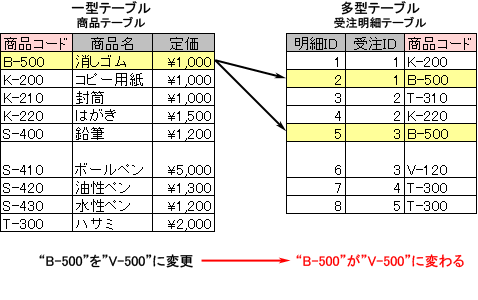 一型テーブル
商品テーブル
商品コード 商品名 定価
B-500 消しゴム ¥1,000
K-200 コピー用紙 ¥1,000
K-210 封筒 ¥1,000
K-220 はがき ¥1,500
S-400 鉛筆 ¥1,200
S-410 ボールペン ¥5,000
S-420 油性ペン ¥1,300
S-430 水性ペン ¥1,200
T-300 ハサミ ¥2,000
多型テーブル
受注明細テーブル
明細ID 受注ID 商品コード
1 1 K-200
2 1 B-500
3 2 T-310
4 2 K-220
5 3 B-500
6 3 V-120
7 4 T-300
8 5 T-300
“B-500”を”V-500”に変更
“B-500”が”V-500”に変わる